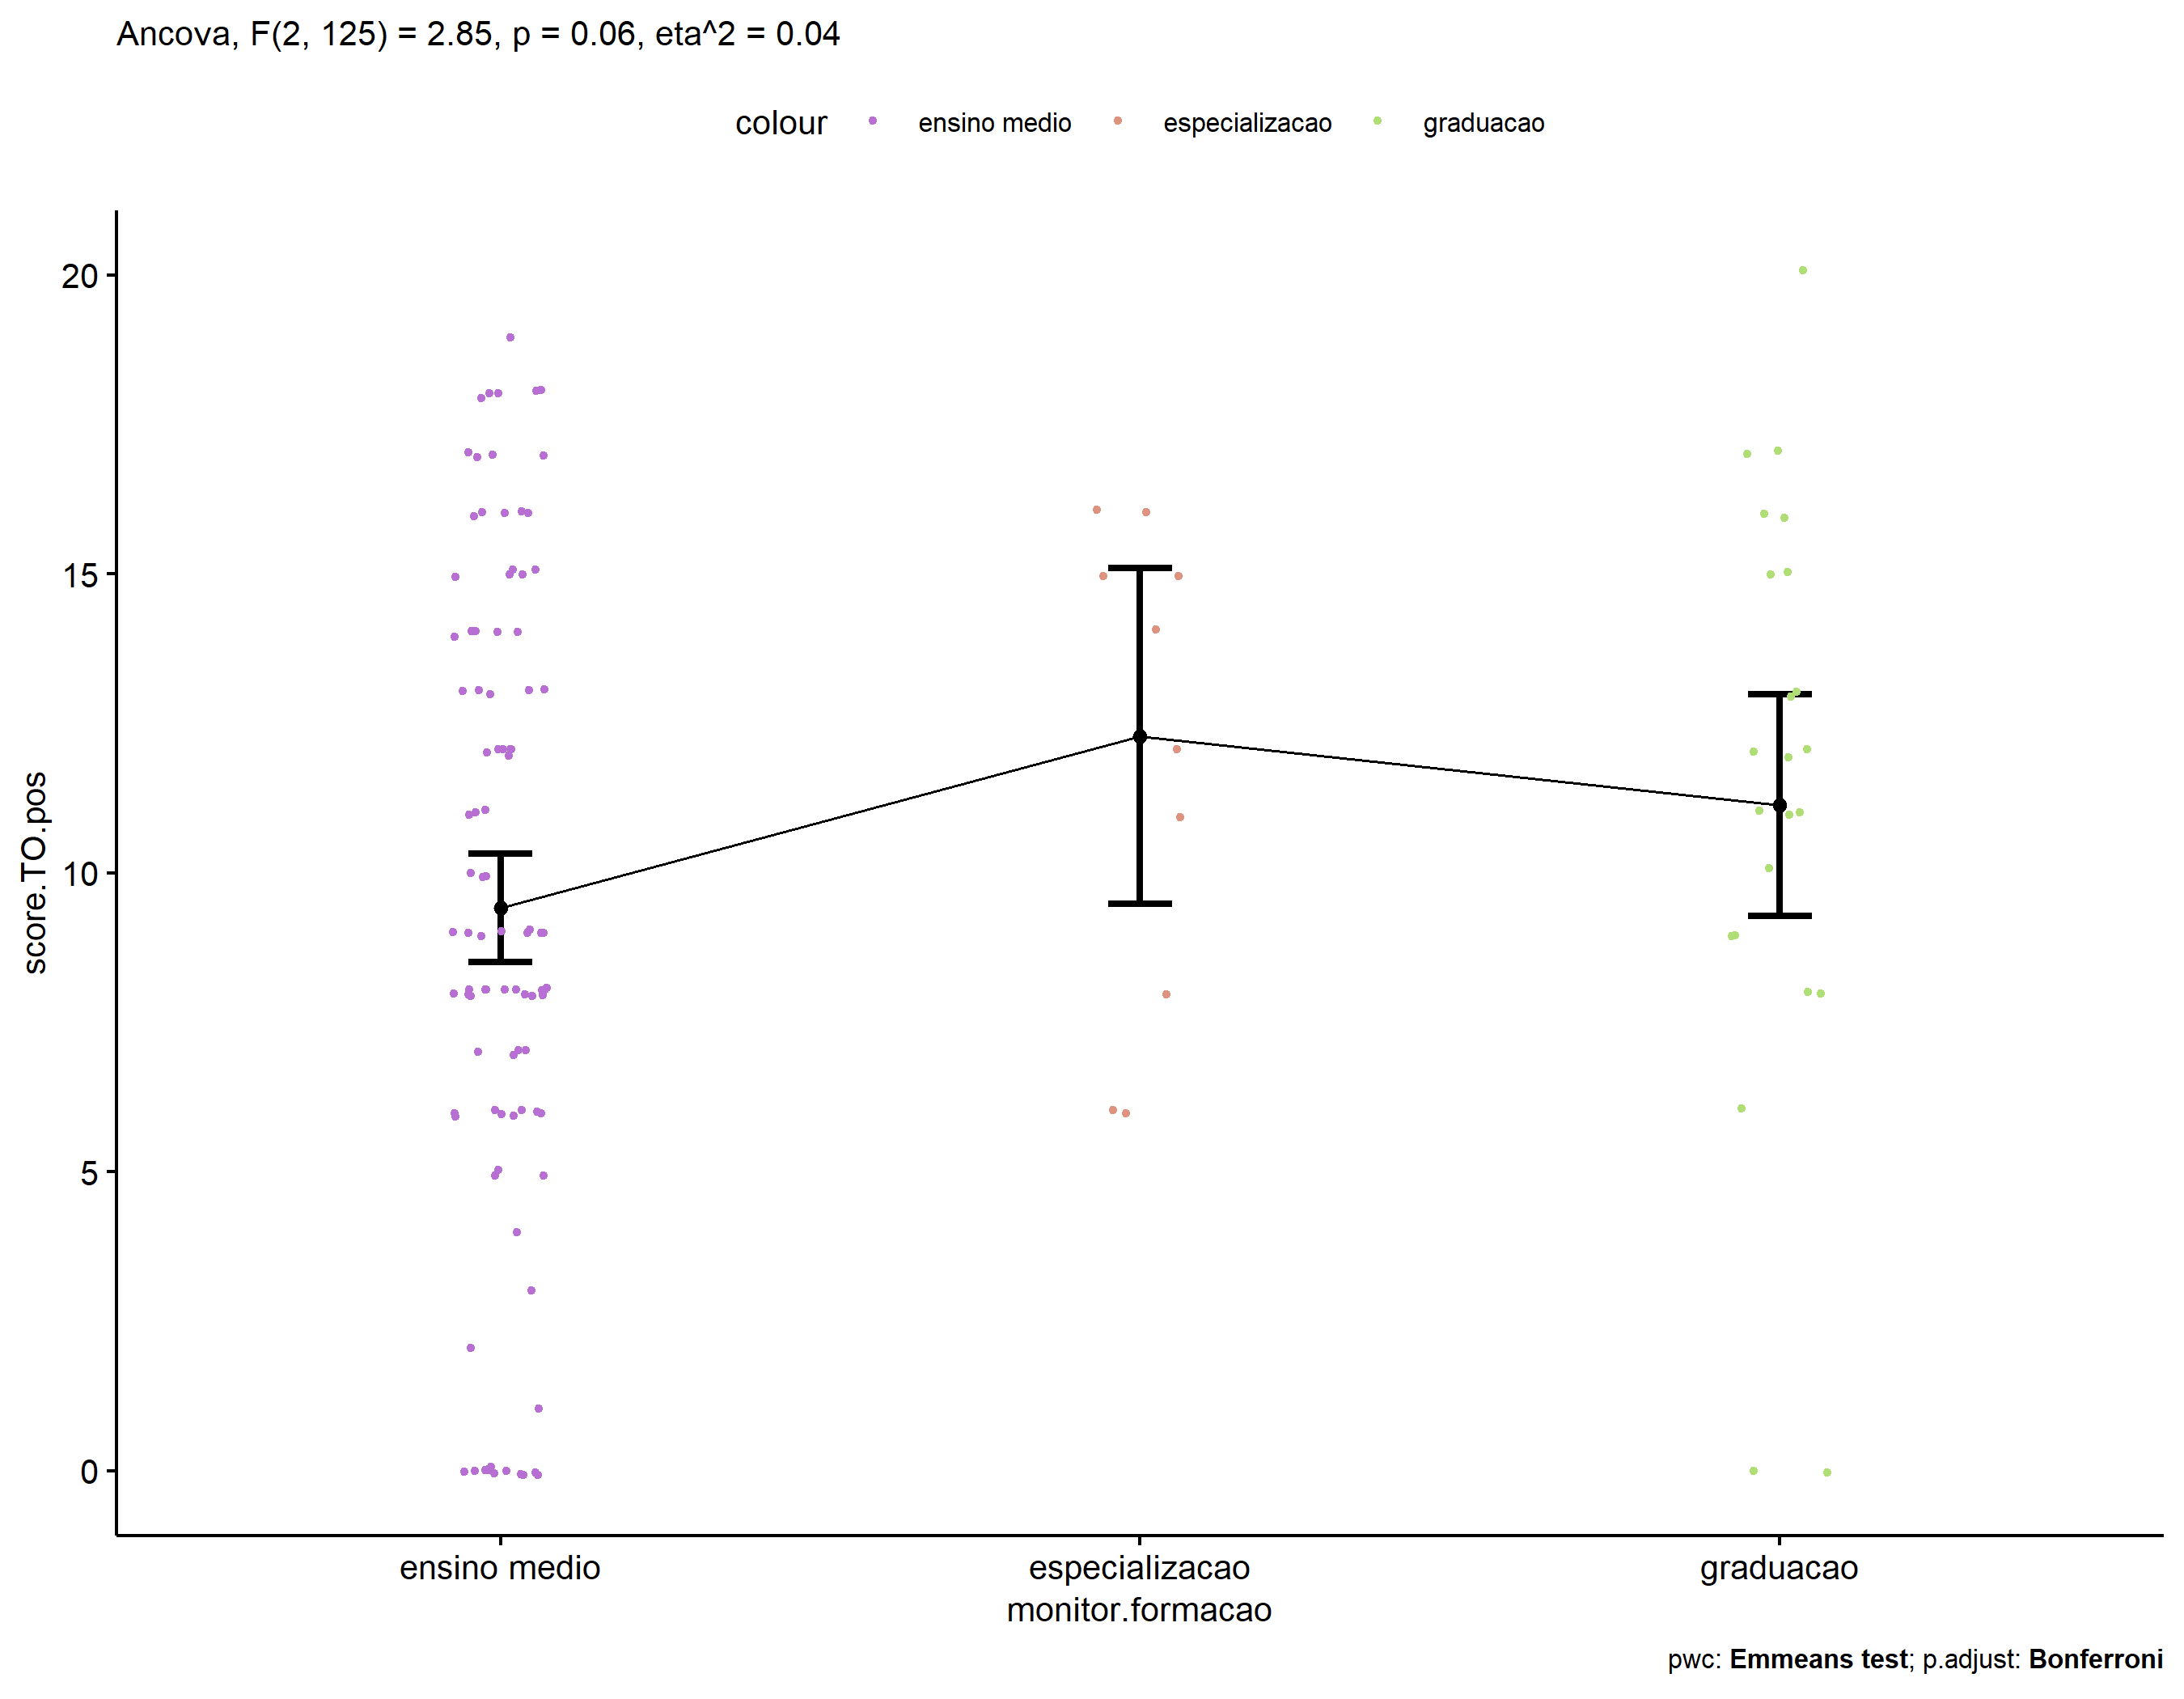 Ancova, F(2, 125) = 2.85, p = 0.06, eta^2 = 0.04
colour ensino medio especializacao graduacao
score.TO.pos
20
15
10
5
0
ensino medio especializacao graduacao
monitor.formacao
pwc: Emmeans test; p.adjust: Bonferroni